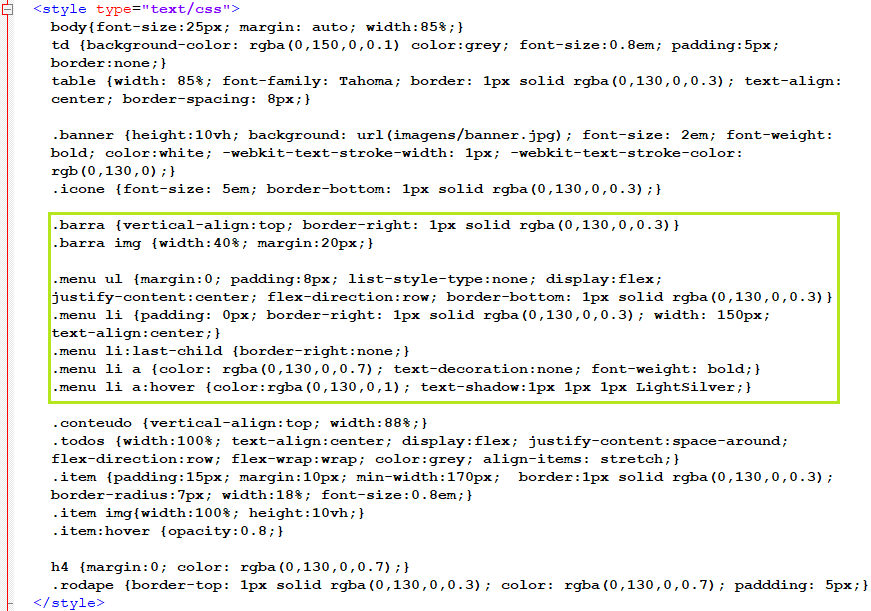 <style type="text/css">
body{font-size:25px; margin: auto; width:85%;}
td {background-color: rgba(0,150,0,0.1) color:grey; font-size:0.8em; padding:5px;
border:none;}
table {width: 85%; font-family: Tahoma; border: 1px solid rgba(0,130,0,0.3); text-align:
center; border-spacing: 8px;}
.banner {height:10vh; background: url(imagens/banner.jpg); font-size: 2em; font-weight:
bold; color:white; -webkit-text-stroke-width: 1px; -webkit-text-stroke-color:
rgb(0,130,0);}
.icone {font-size: 5em; border-bottom: 1px solid rgba(0,130,0,0.3);}
.barra {vertical-align:top; border-right: 1px solid rgba(0,130,0,0.3)}
.barra img {width:40%; margin:20px;}
.menu ul {margin:0; padding:8px; list-style-type:none; display:flex;
justify-content:center; flex-direction:row; border-bottom: 1px solid rgba(0,130,0,0.3)}
.menu li {padding: 0px; border-right: 1px solid rgba(0,130,0,0.3); width: 150px;
text-align:center;}
.menu li:last-child {border-right:none;}
.menu li a {color: rgba(0,130,0,0.7); text-decoration:none; font-weight: bold;}
.menu li a:hover {color:rgba(0,130,0,1); text-shadow:1px 1px 1px LightSilver;}
.conteudo {vertical-align:top; width:88%;}
.todos {width:100%; text-align:center; display:flex; justify-content:space-around;
flex-direction:row; flex-wrap:wrap; color:grey; align-items: stretch;}
.item {padding:15px; margin:10px; min-width:170px;  border:1px solid rgba(0,130,0,0.3);
border-radius:7px; width:18%; font-size:0.8em;}
.item img{width:100%; height:10vh;}
.item:hover {opacity:0.8;}
h4 {margin:0; color: rgba(0,130,0,0.7);}
.rodape {border-top: 1px solid rgba(0,130,0,0.3); color: rgba(0,130,0,0.7); paddding: 5px;}
</style>